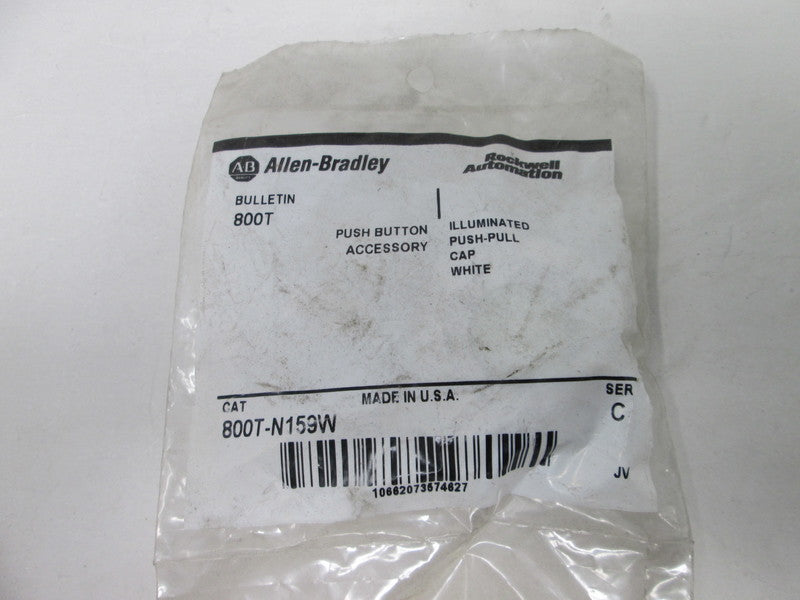 AB
QUALITY
Allen-Bradley
Rockwell
Automation
BULLETIN
800T
PUSH BUTTON
ACCESSORY
ILLUMINATED
PUSH-PULL
CAP
WHITE
MADE IN U.S.A.
CAT
800T-N159W
SER
C
10662073674627
JV